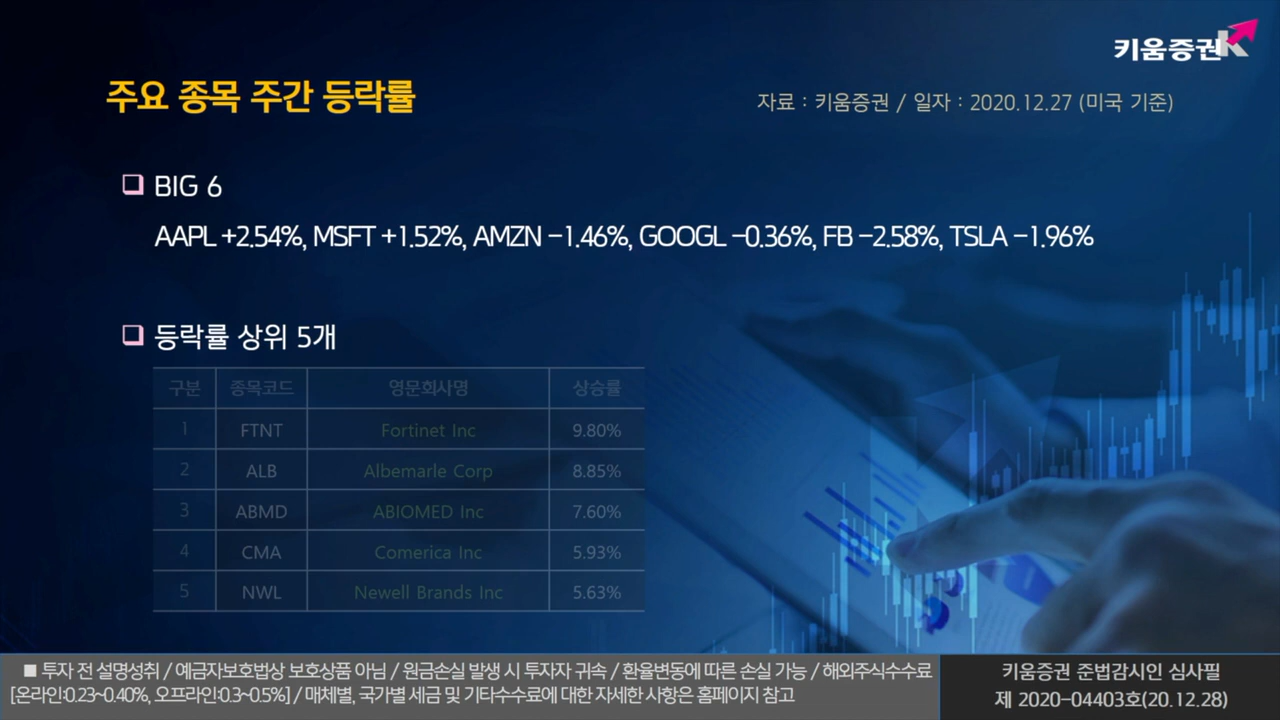 키움증권
주요 종목 주간 등락률
자료 : 키움증권 / 일자 : 2020.12.27 (미국 기준)
❏ BIG 6
AAPL +2.54%, MSFT +1.52%, AMZN -1.46%, GOOGL -0.36%, FB -2.58%, TSLA -1.96%
❏ 등락률 상위 5개
구분 종목코드 영문회사명 상승률
1 FTNT Fortinet Inc 9.80%
2 ALB Albemarle Corp 8.85%
3 ABMD ABIOMED Inc 7.60%
4 CMA Comerica Inc 5.93%
5 NWL Newell Brands Inc 5.63%
■ 투자 전 설명성취 / 예금자보호법상 보호상품 아님 / 원금손실 발생 시 투자자 귀속 / 환율변동에 따른 손실 가능 / 해외주식수수료
[온라인:0.23~0.40%, 오프라인:0.3~0.5%] / 매체별, 국가별 세금 및 기타수수료에 대한 자세한 사항은 홈페이지 참고
키움증권 준법감시인 심사필
제 2020-04403호(20.12.28)